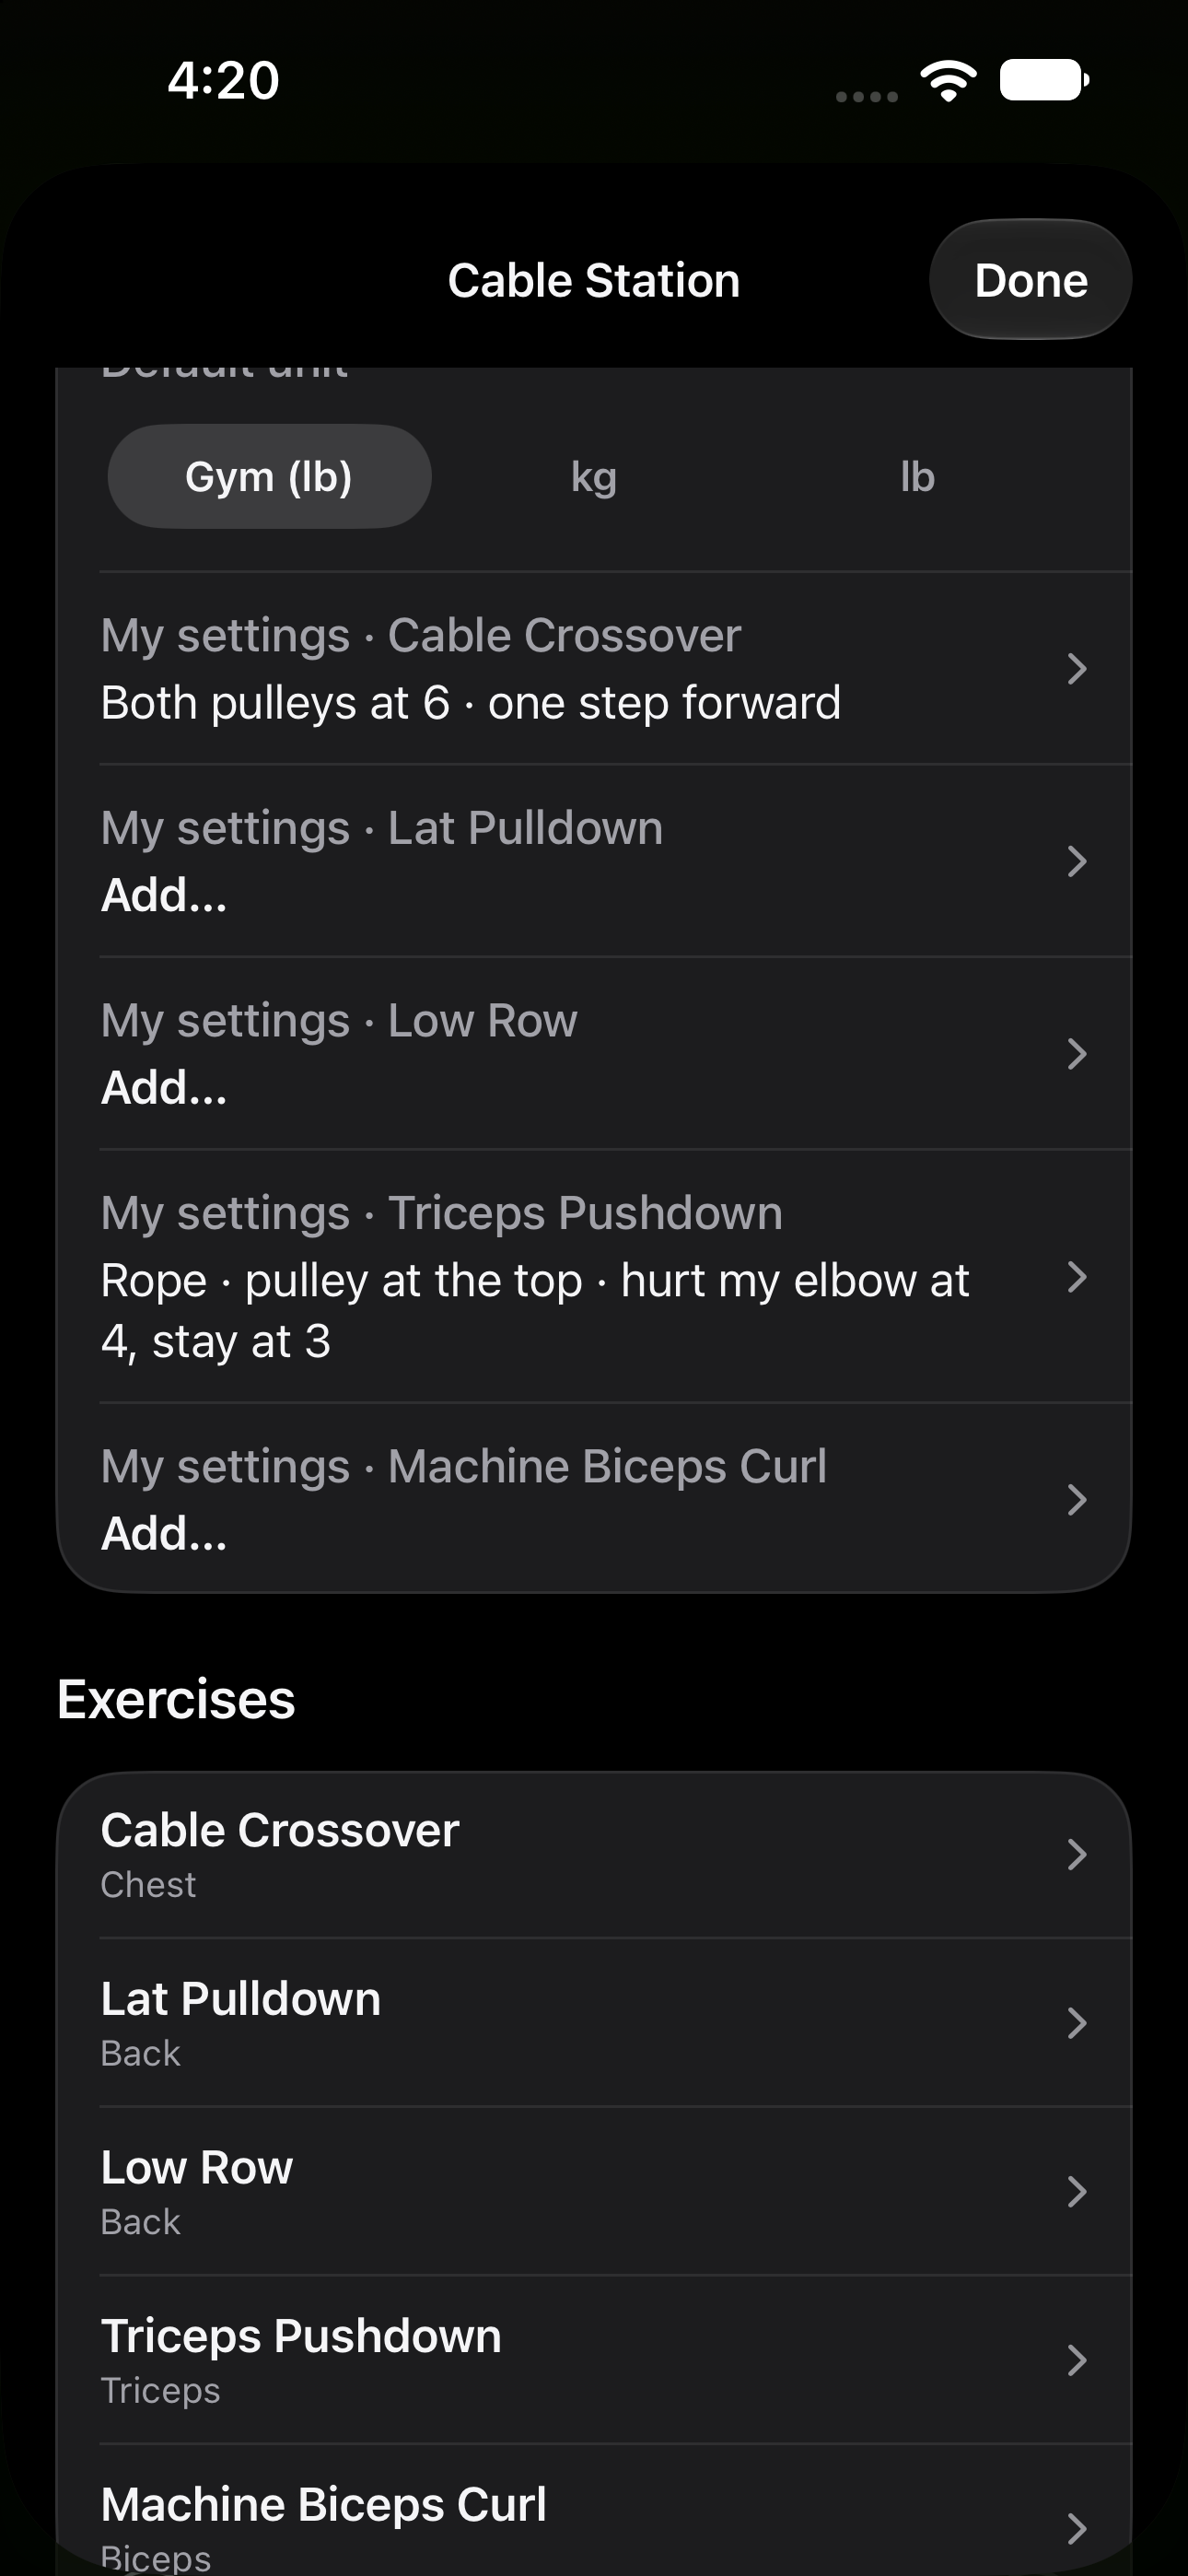 4:20
Cable Station
Done
Default unit
Gym (lb)
kg
lb
My settings · Cable Crossover
Both pulleys at 6 · one step forward
My settings · Lat Pulldown
Add...
My settings · Low Row
Add...
My settings · Triceps Pushdown
Rope · pulley at the top · hurt my elbow at
4, stay at 3
My settings · Machine Biceps Curl
Add...
Exercises
Cable Crossover
Chest
Lat Pulldown
Back
Low Row
Back
Triceps Pushdown
Triceps
Machine Biceps Curl
Biceps